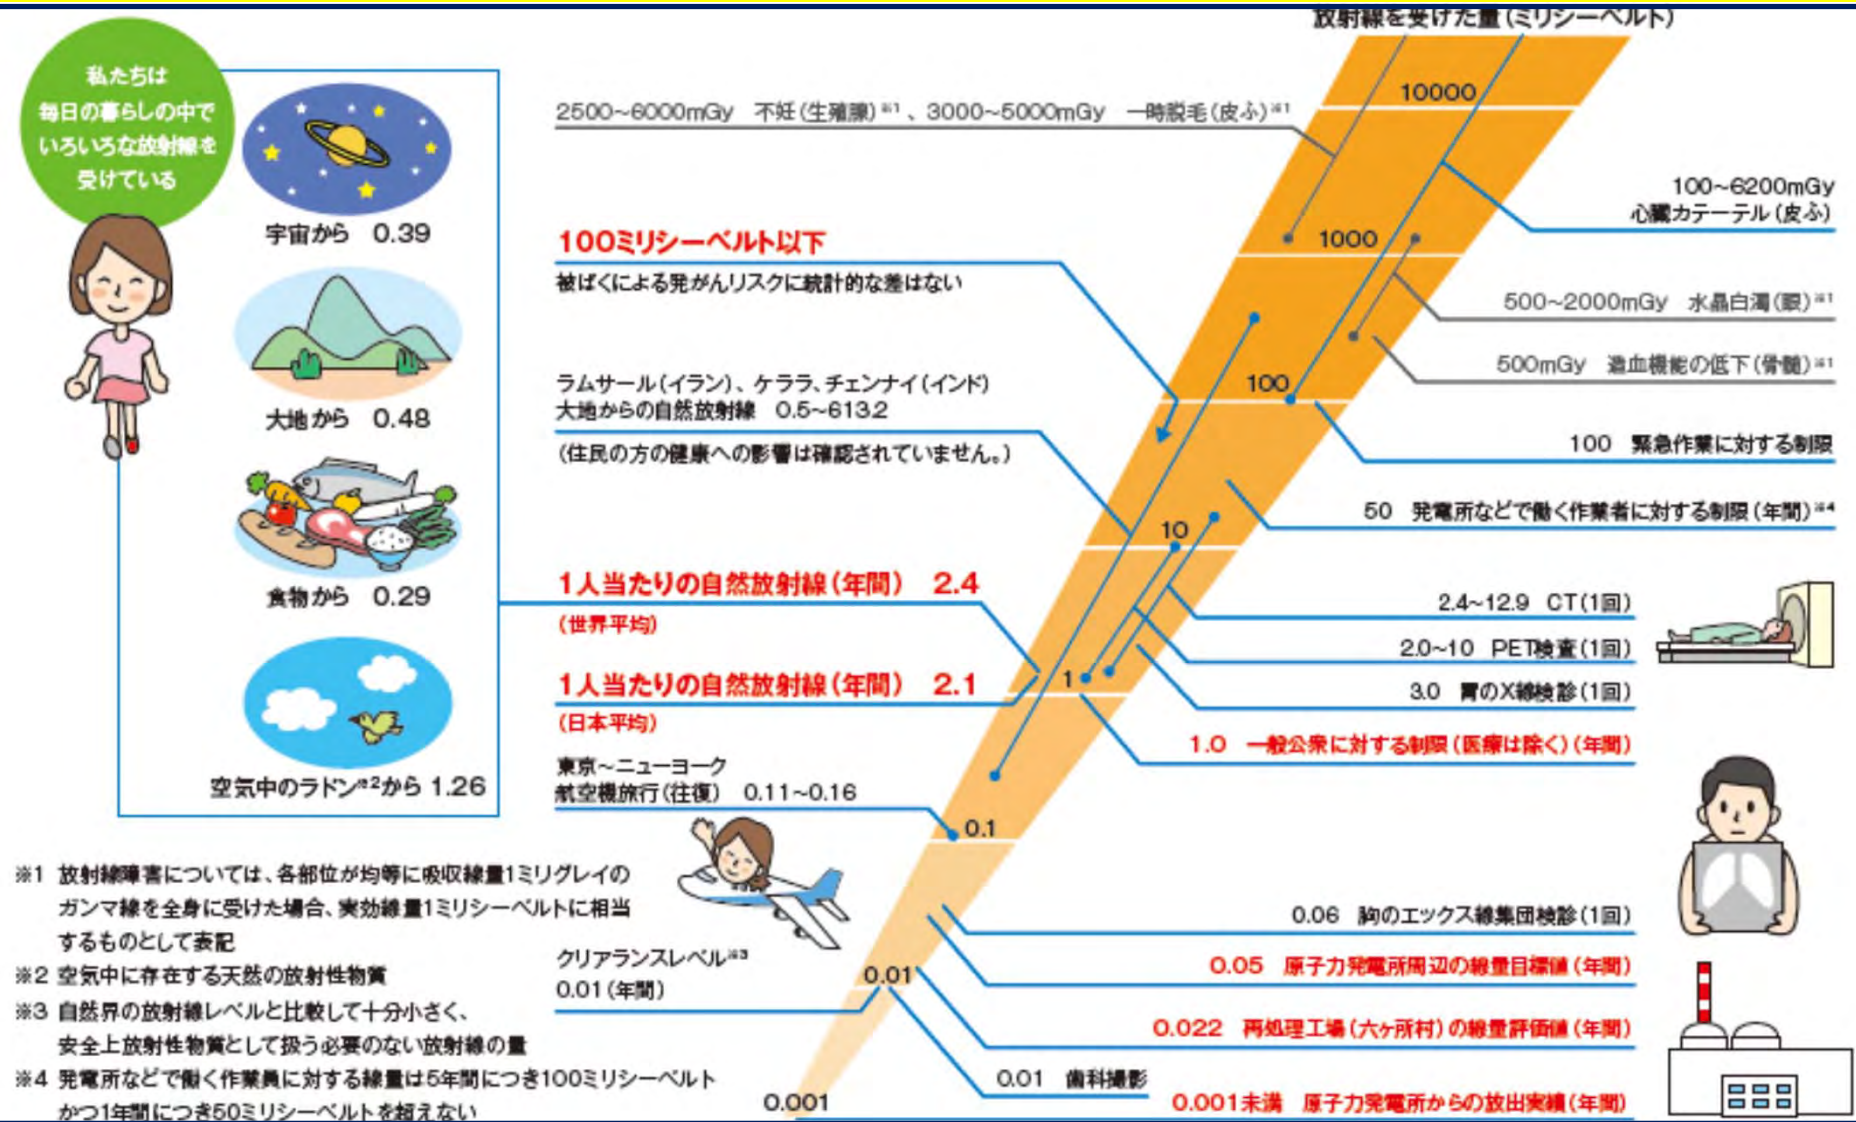 放射線を受けた量(ミリシーベルト)
私たちは
毎日の暮らしの中で
いろいろな放射線を
受けている
宇宙から 0.39
大地から 0.48
食物から 0.29
空気中のラドン※2から 1.26
2500~6000mGy 不妊(生殖腺)※1、3000~5000mGy 一時脱毛(皮ふ)※1
100ミリシーベルト以下
被ばくによる発がんリスクに統計的な差はない
ラムサール(イラン)、ケララ、チェンナイ(インド)
大地からの自然放射線 0.5~613.2
(住民の方の健康への影響は確認されていません。)
1人当たりの自然放射線(年間) 2.4
(世界平均)
1人当たりの自然放射線(年間) 2.1
(日本平均)
東京~ニューヨーク
航空機旅行(往復) 0.11~0.16
クリアランスレベル※3
0.01(年間)
10000
1000
100
10
1
0.1
0.01
0.001
100~6200mGy
心臓カテーテル(皮ふ)
500~2000mGy 水晶白濁(眼)※1
500mGy 造血機能の低下(骨髄)※1
100 緊急作業に対する制限
50 発電所などで働く作業者に対する制限(年間)※4
2.4~12.9 CT(1回)
2.0~10 PET検査(1回)
3.0 胃のX線検診(1回)
1.0 一般公衆に対する制限(医療は除く)(年間)
0.06 胸のエックス線集団検診(1回)
0.05 原子力発電所周辺の線量目標値(年間)
0.022 再処理工場(六ヶ所村)の線量評価値(年間)
0.01 歯科撮影
0.001未満 原子力発電所からの放出実績(年間)
※1 放射線障害については、各部位が均等に吸収線量1ミリグレイの
ガンマ線を全身に受けた場合、実効線量1ミリシーベルトに相当
するものとして表記
※2 空気中に存在する天然の放射性物質
※3 自然界の放射線レベルと比較して十分小さく、
安全上放射性物質として扱う必要のない放射線の量
※4 発電所などで働く作業員に対する線量は5年間につき100ミリシーベルト
かつ1年間につき50ミリシーベルトを超えない